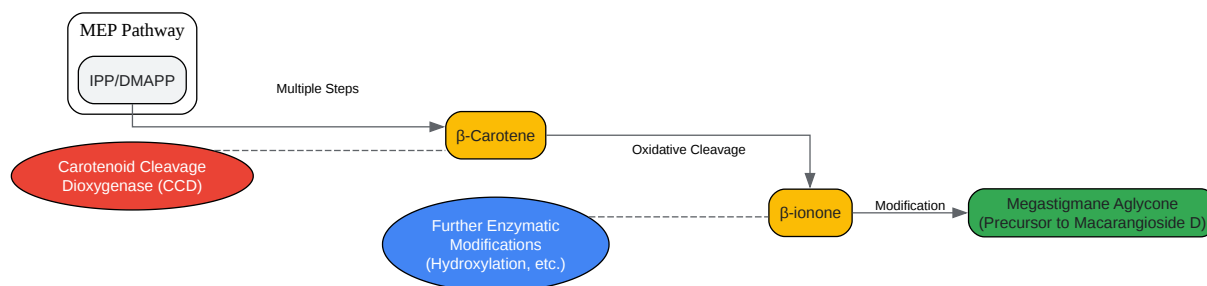 MEP Pathway
IPP/DMAPP
Multiple Steps
β-Carotene
Oxidative Cleavage
Carotenoid Cleavage
Dioxygenase (CCD)
β-ionone
Modification
Megastigmane Aglycone
(Precursor to Macarangioside D)
Further Enzymatic
Modifications
(Hydroxylation, etc.)